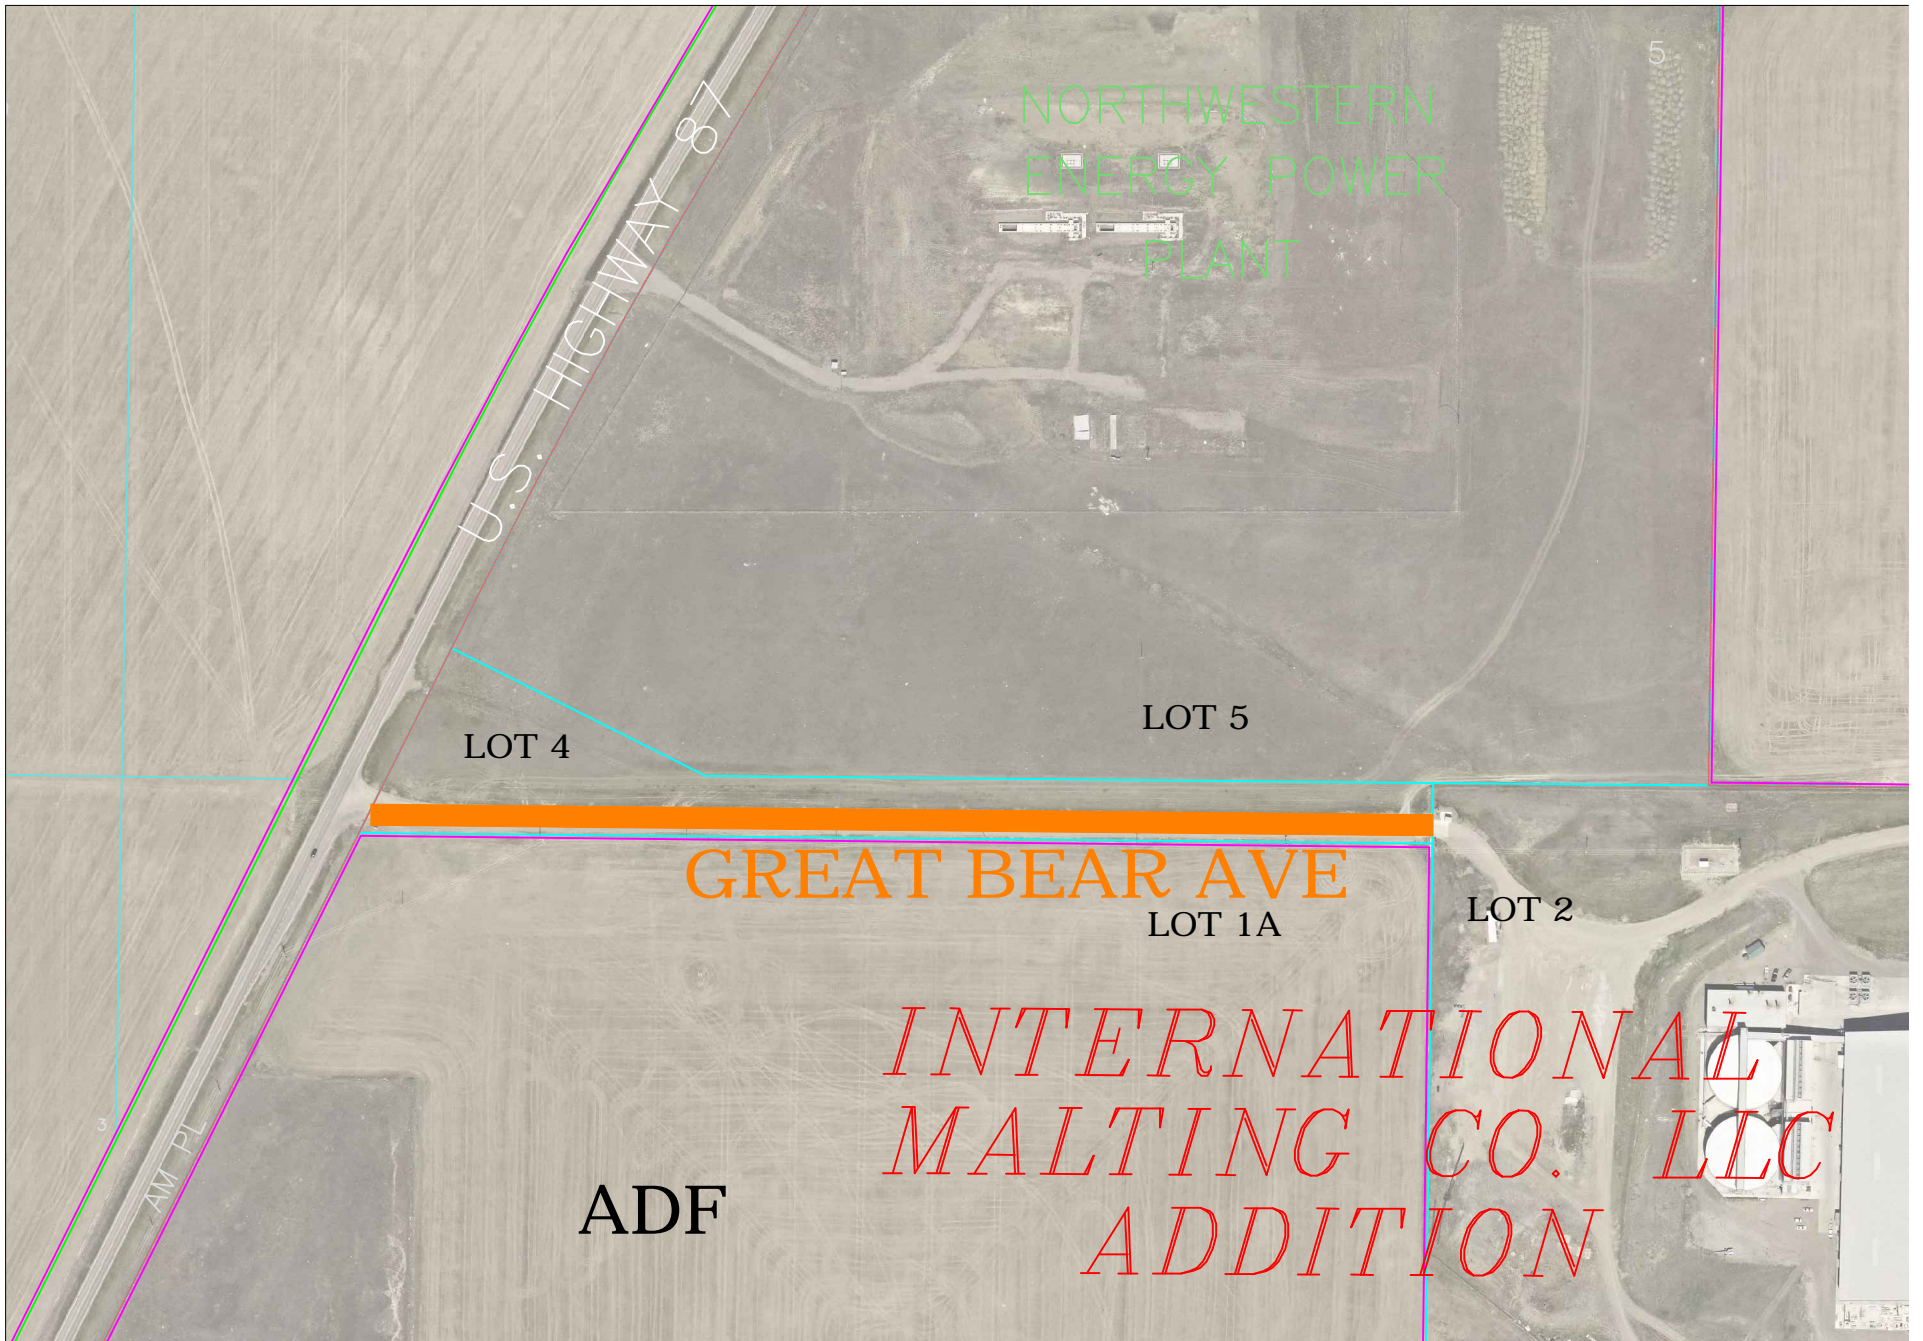 5
NORTHWESTERN
ENERGY POWER
PLANT
U.S. HIGHWAY 87
LOT 5
LOT 4
GREAT BEAR AVE
LOT 1A
LOT 2
INTERNATIONAL
MALTING CO. LLC
ADDITION
3
AM PL
ADF